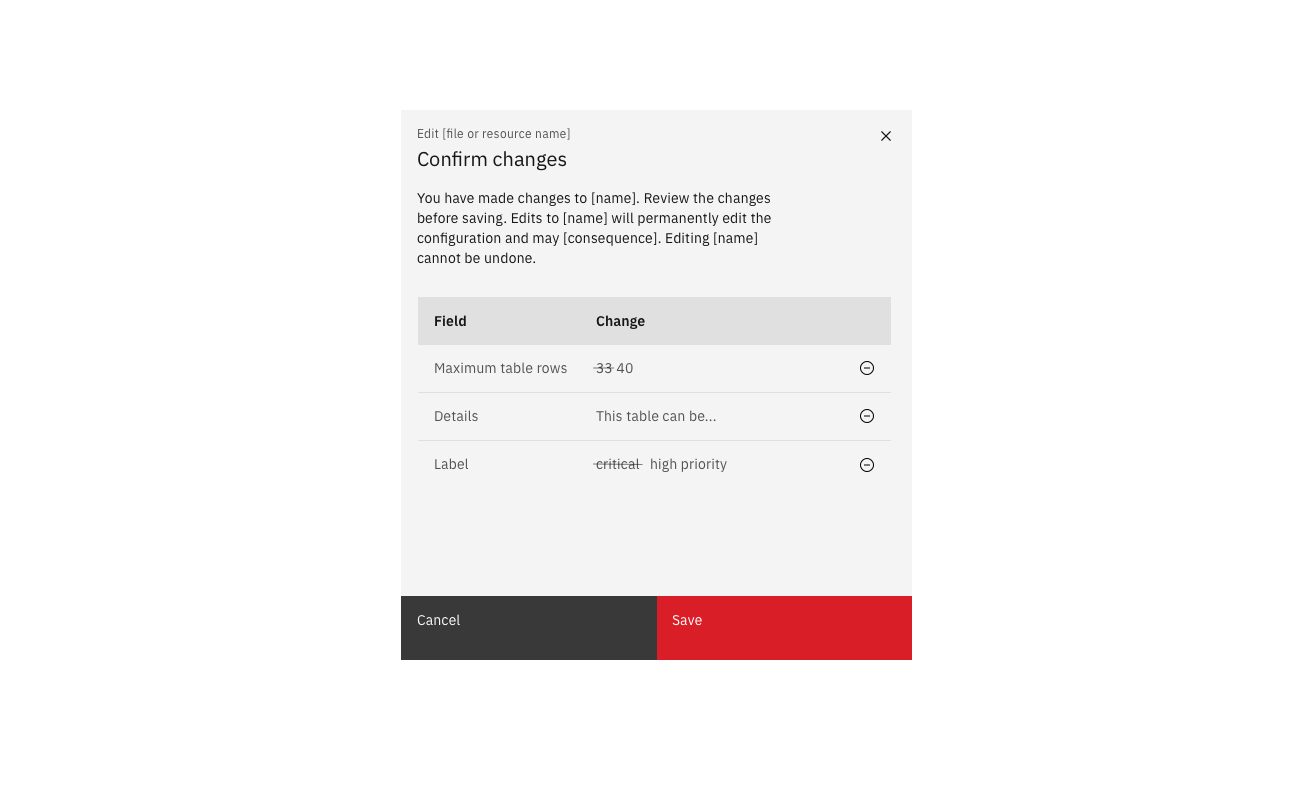 Edit [file or resource name]
Confirm changes
You have made changes to [name]. Review the changes
before saving. Edits to [name] will permanently edit the
configuration and may [consequence]. Editing [name]
cannot be undone.
Field Change
Maximum table rows 33 40
Details This table can be...
Label critical high priority
Cancel Save